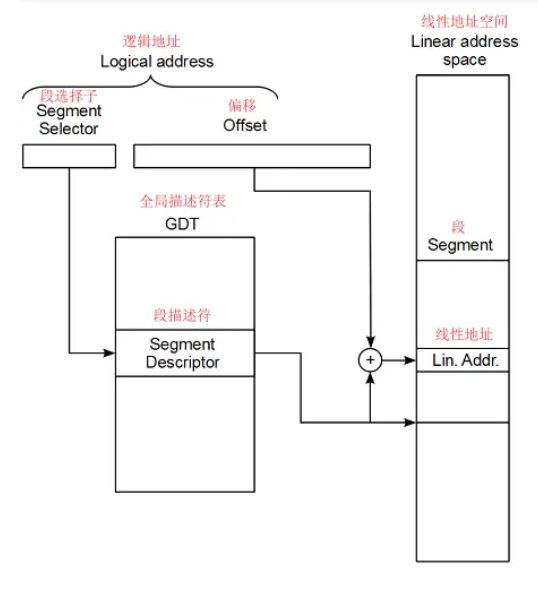 逻辑地址
Logical address
线性地址空间
Linear address
space
段选择子
Segment
Selector
偏移
Offset
全局描述符表
GDT
段
Segment
段描述符
Segment
Descriptor
+
线性地址
Lin. Addr.